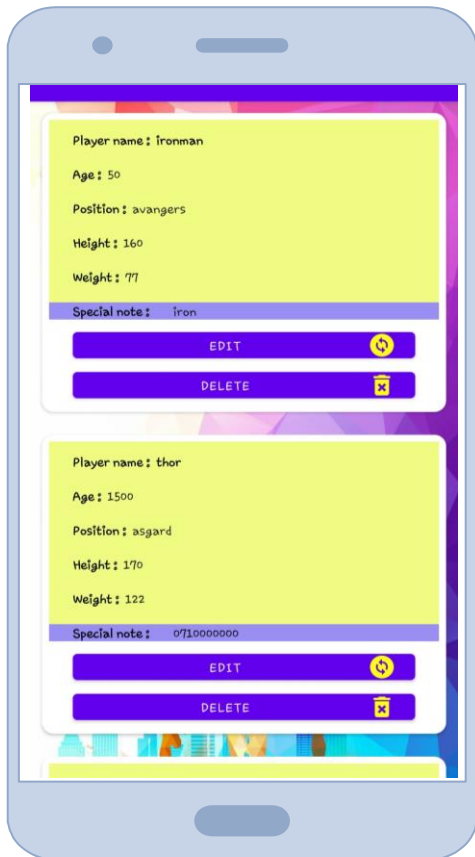 Player name: ironman
Age: 50
Position: avangers
Height: 160
Weight: 77
Special note: iron
EDIT
DELETE
Player name: thor
Age: 1500
Position: asgard
Height: 170
Weight: 122
Special note: 0710000000
EDIT
DELETE